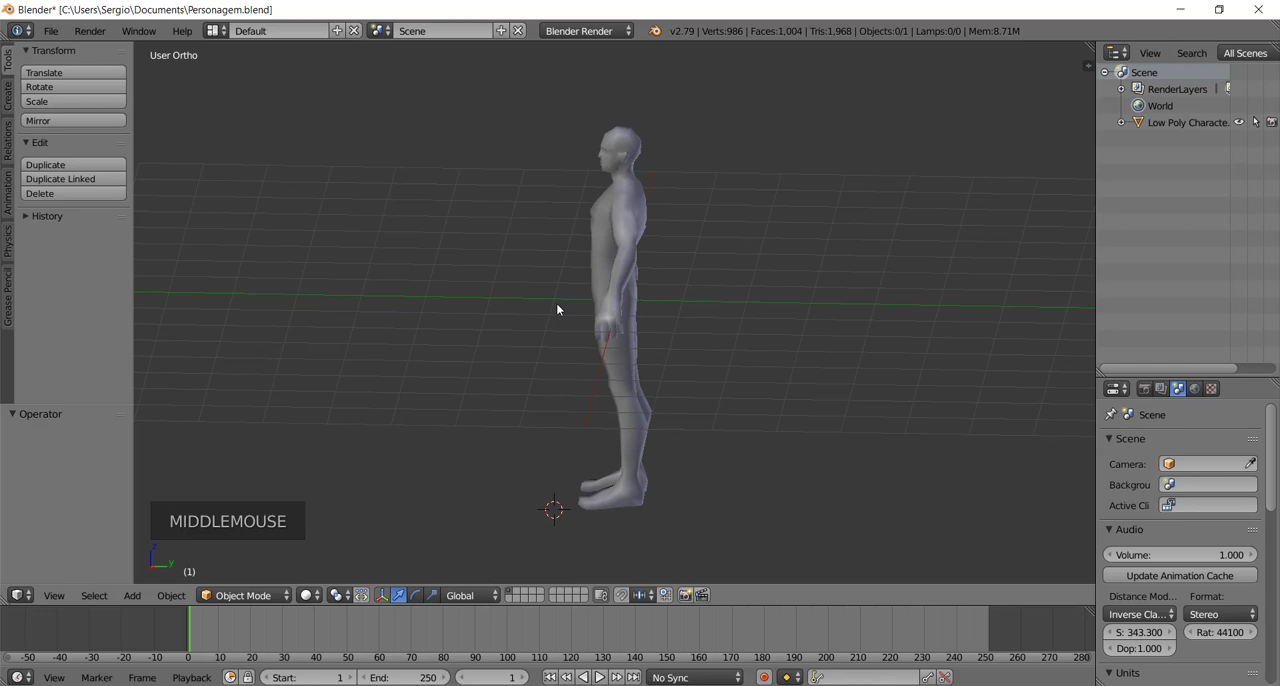 Blender* [C:\Users\Sergio\Documents\Personagem.blend]
File Render Window Help Default Scene Blender Render v2.79 | Verts:986 | Faces:1,004 | Tris:1,968 | Objects:0/1 | Lamps:0/0 | Mem:8.71M
Tools
Create
Relations
Animation
Physics
Grease Pencil
Transform
Translate
Rotate
Scale
Mirror
Edit
Duplicate
Duplicate Linked
Delete
History
Operator
User Ortho
MIDDLEMOUSE
z
y
(1)
View Select Add Object Object Mode Global
View Search All Scenes
Scene
RenderLayers |
World
Low Poly Characte.
Scene
Scene
Camera:
Backgrou
Active Cli
Audio
Volume: 1.000
Update Animation Cache
Distance Mod... Format:
Inverse Cla... Stereo
S: 343.300 Rat: 44100
Dop:1.000
Units
-50 -40 -30 -20 -10 0 10 20 30 40 50 60 70 80 90 100 110 120 130 140 150 160 170 180 190 200 210 220 230 240 250 260 270 280
View Marker Frame Playback Start: 1 End: 250 1 No Sync